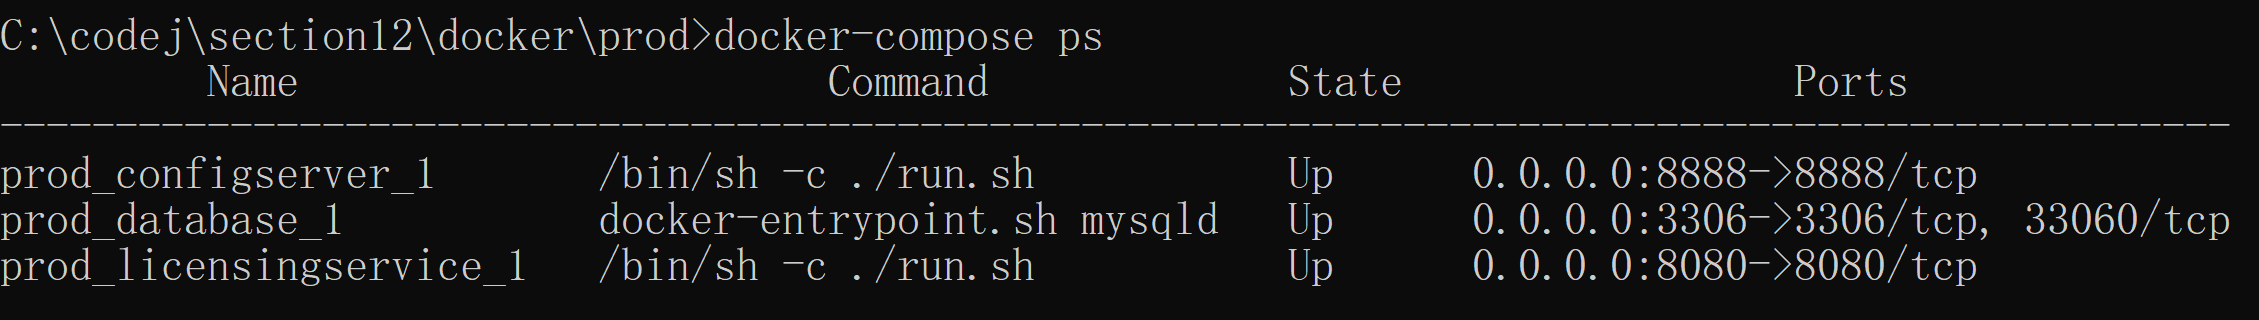 C:\codej\section12\docker\prod>docker-compose ps
Name Command State Ports
-------------------------------------------------------------------------------------------------
prod_configserver_1 /bin/sh -c ./run.sh Up 0.0.0.0:8888->8888/tcp
prod_database_1 docker-entrypoint.sh mysqld Up 0.0.0.0:3306->3306/tcp, 33060/tcp
prod_licensingservice_1 /bin/sh -c ./run.sh Up 0.0.0.0:8080->8080/tcp